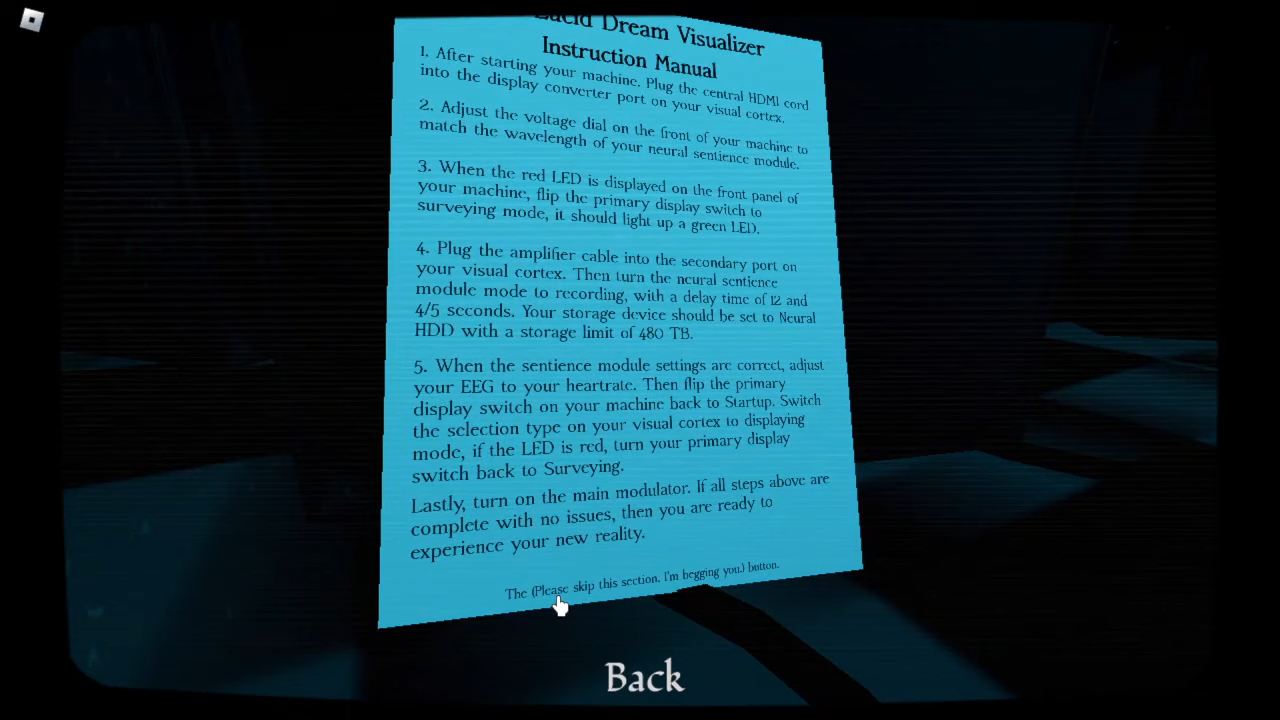 Lucid Dream Visualizer
Instruction Manual
1. After starting your machine. Plug the central HDMI cord
into the display converter port on your visual cortex.
2. Adjust the voltage dial on the front of your machine to
match the wavelength of your neural sentience module.
3. When the red LED is displayed on the front panel of
your machine, flip the primary display switch to
surveying mode, it should light up a green LED.
4. Plug the amplifier cable into the secondary port on
your visual cortex. Then turn the neural sentience
module mode to recording, with a delay time of 12 and
4/5 seconds. Your storage device should be set to Neural
HDD with a storage limit of 480 TB.
5. When the sentience module settings are correct, adjust
your EEG to your heartrate. Then flip the primary
display switch on your machine back to Startup. Switch
the selection type on your visual cortex to displaying
mode, if the LED is red, turn your primary display
switch back to Surveying.
Lastly, turn on the main modulator. If all steps above are
complete with no issues, then you are ready to
experience your new reality.
The (Please skip this section. I'm begging you.) button.
Back